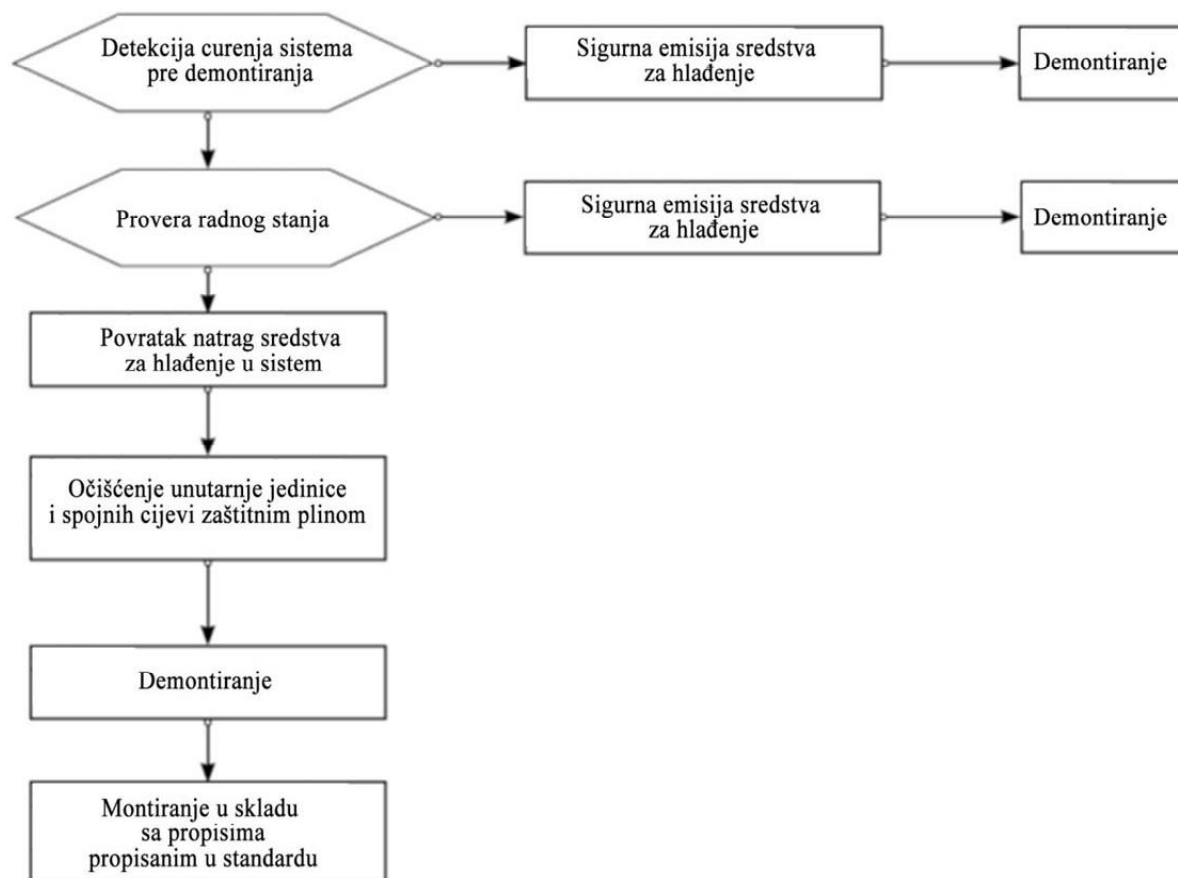 Detekcija curenja sistema
pre demontiranja
Sigurna emisija sredstva
za hlađenje
Demontiranje
Provera radnog stanja
Sigurna emisija sredstva
za hlađenje
Demontiranje
Povratak natrag sredstva
za hlađenje u sistem
Očišćenje unutarnje jedinice
i spojnih cijevi zaštitnim plinom
Demontiranje
Montiranje u skladu
sa propisima
propisanim u standardu